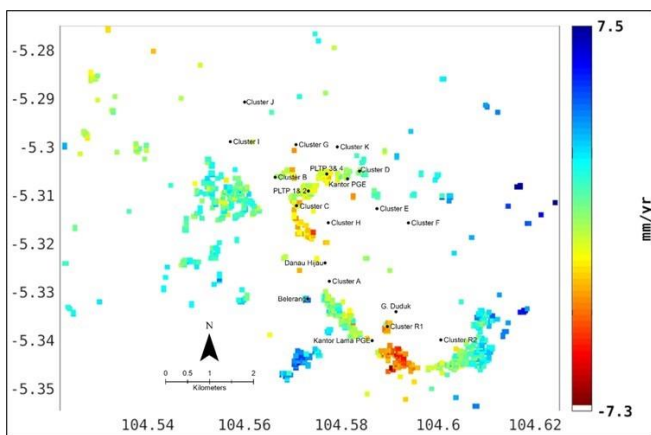 7.5
-5.28
-5.29
Cluster J
-5.3
Cluster I
Cluster G
Cluster K
PLTP 3& 4
Cluster D
Cluster B
Kantor PGE
-5.31
PLTP 1& 2
Cluster C
Cluster E
Cluster H
Cluster F
-5.32
Danau Hijau
Cluster A
-5.33
Belerang
G. Duduk
Cluster R1
-5.34
N
Kantor Lama PGE
Cluster R2
0 0.5 1 2
Kilometers
-5.35
mm/yr
-7.3
104.54 104.56 104.58 104.6 104.62